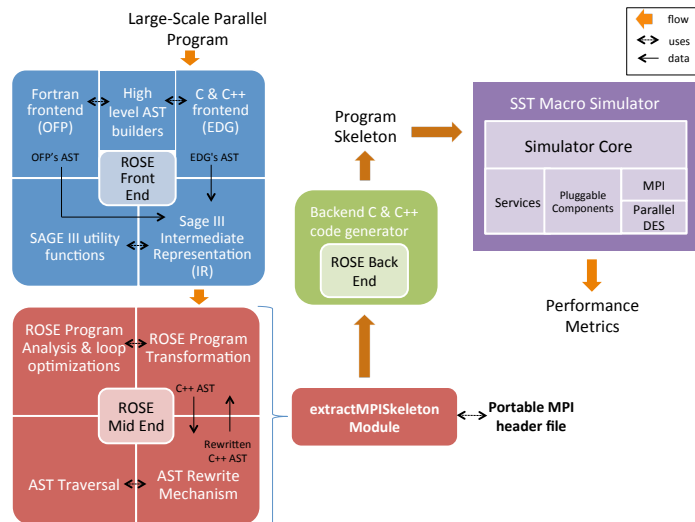 Large-Scale Parallel
Program
flow
uses
data
Fortran
frontend
(OFP)
High
level AST
builders
C & C++
frontend
(EDG)
OFP's AST
EDG's AST
ROSE
Front
End
SAGE III utility
functions
Sage III
Intermediate
Representation
(IR)
ROSE Program
Analysis & loop
optimizations
ROSE Program
Transformation
C++ AST
ROSE
Mid End
Rewritten
C++ AST
AST Traversal
AST Rewrite
Mechanism
Program
Skeleton
Backend C & C++
code generator
ROSE Back
End
extractMPISkeleton
Module
Portable MPI
header file
SST Macro Simulator
Simulator Core
Services
Pluggable
Components
MPI
Parallel
DES
Performance
Metrics